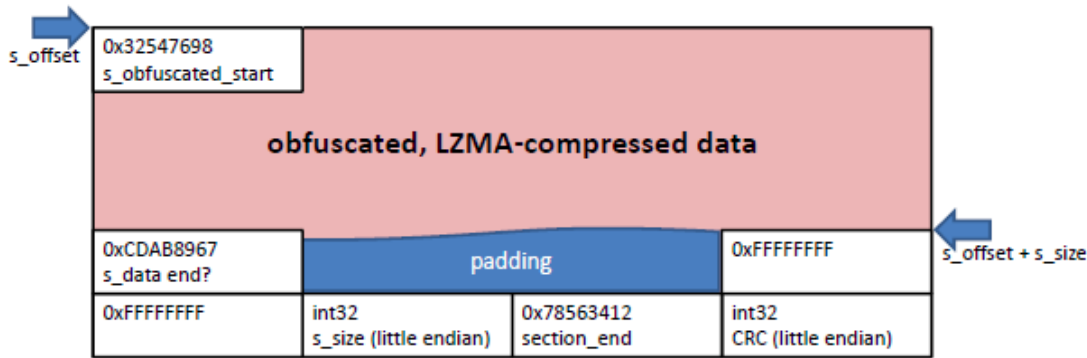 s_offset
0x32547698
s_obfuscated_start
obfuscated, LZMA-compressed data
0xCDAB8967
s_data end?
padding
0xFFFFFFFF
s_offset + s_size
0xFFFFFFFF
int32
s_size (little endian)
0x78563412
section_end
int32
CRC (little endian)